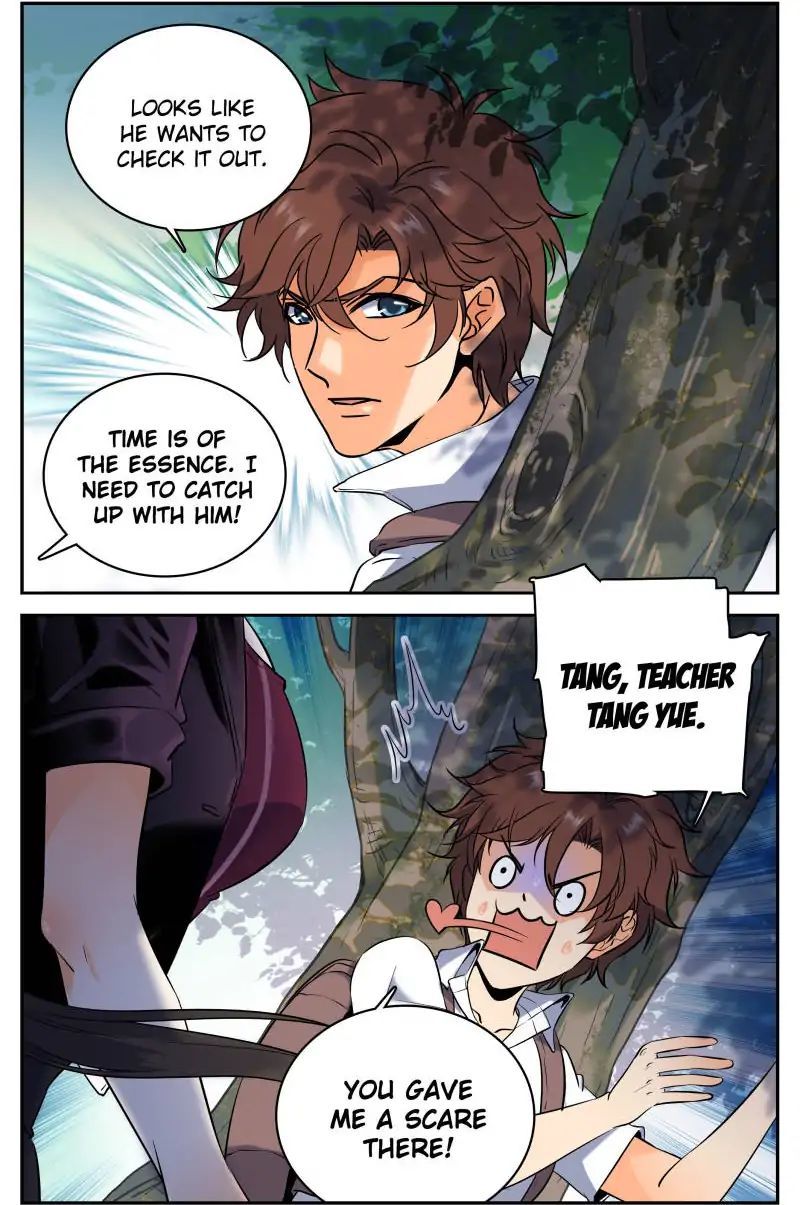 LOOKS LIKE
HE WANTS TO
CHECK IT OUT.
TIME IS OF
THE ESSENCE. I
NEED TO CATCH
UP WITH HIM!
TANG, TEACHER
TANG YUE.
YOU GAVE
ME A SCARE
THERE!